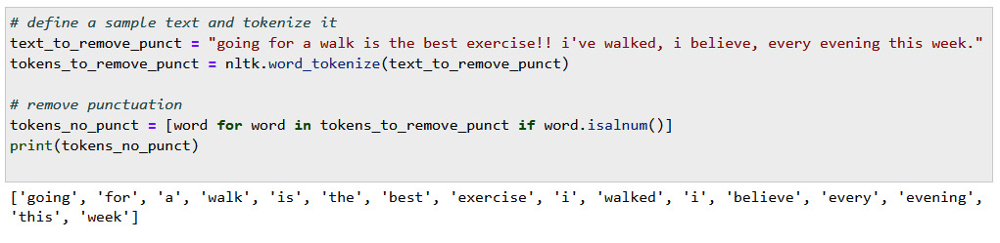 # define a sample text and tokenize it
text_to_remove_punct = "going for a walk is the best exercise!! i've walked, i believe, every evening this week."
tokens_to_remove_punct = nltk.word_tokenize(text_to_remove_punct)
# remove punctuation
tokens_no_punct = [word for word in tokens_to_remove_punct if word.isalnum()]
print(tokens_no_punct)
['going', 'for', 'a', 'walk', 'is', 'the', 'best', 'exercise', 'i', 'walked', 'i', 'believe', 'every', 'evening',
'this', 'week']